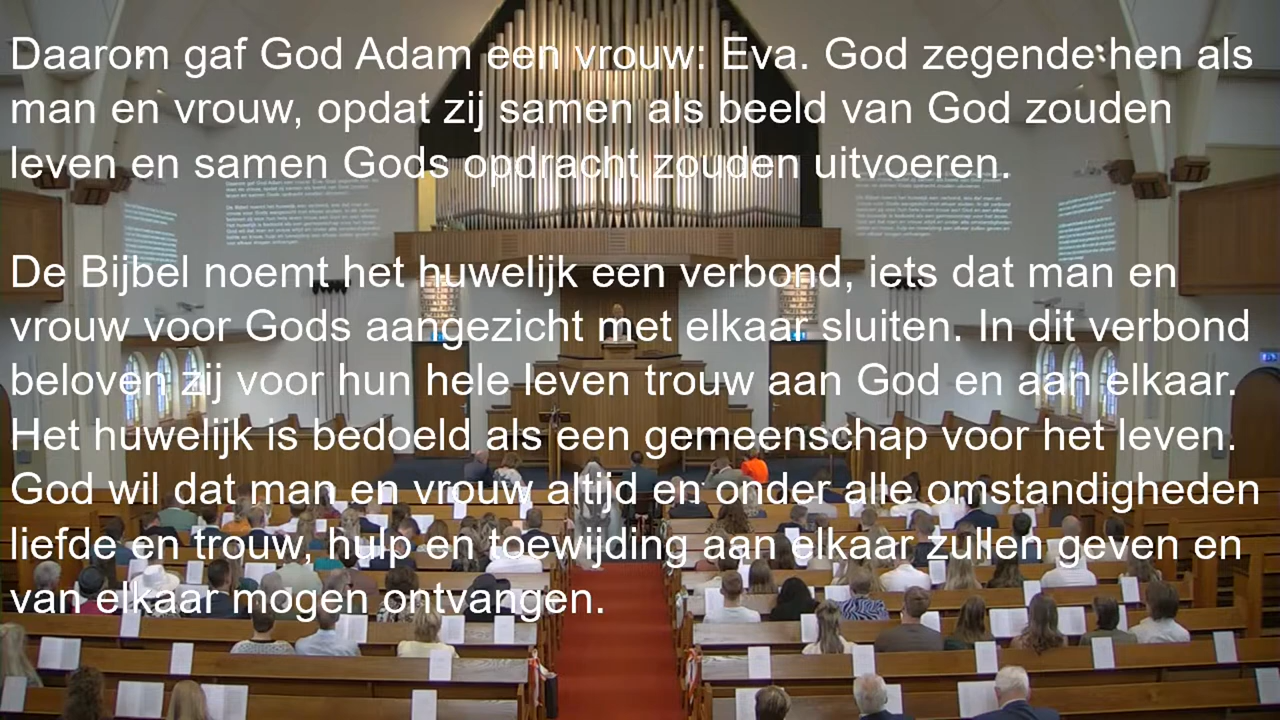 Daarom gaf God Adam een vrouw: Eva. God zegende hen als
man en vrouw, opdat zij samen als beeld van God zouden
leven en samen Gods opdracht zouden uitvoeren.
De Bijbel noemt het huwelijk een verbond, iets dat man en
vrouw voor Gods aangezicht met elkaar sluiten. In dit verbond
beloven zij voor hun hele leven trouw aan God en aan elkaar.
Het huwelijk is bedoeld als een gemeenschap voor het leven.
God wil dat man en vrouw altijd en onder alle omstandigheden
liefde en trouw, hulp en toewijding aan elkaar zullen geven en
van elkaar mogen ontvangen.